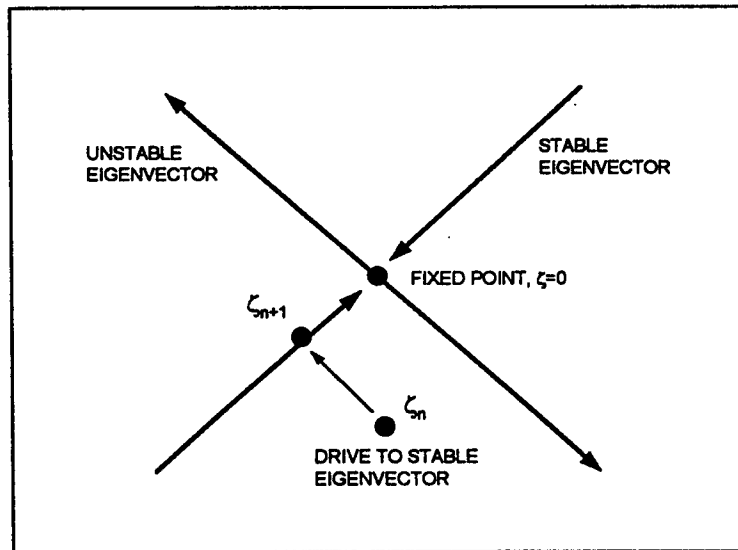 UNSTABLE
EIGENVECTOR
STABLE
EIGENVECTOR
FIXED POINT, ζ=0
ζn+1
ζn
DRIVE TO STABLE
EIGENVECTOR